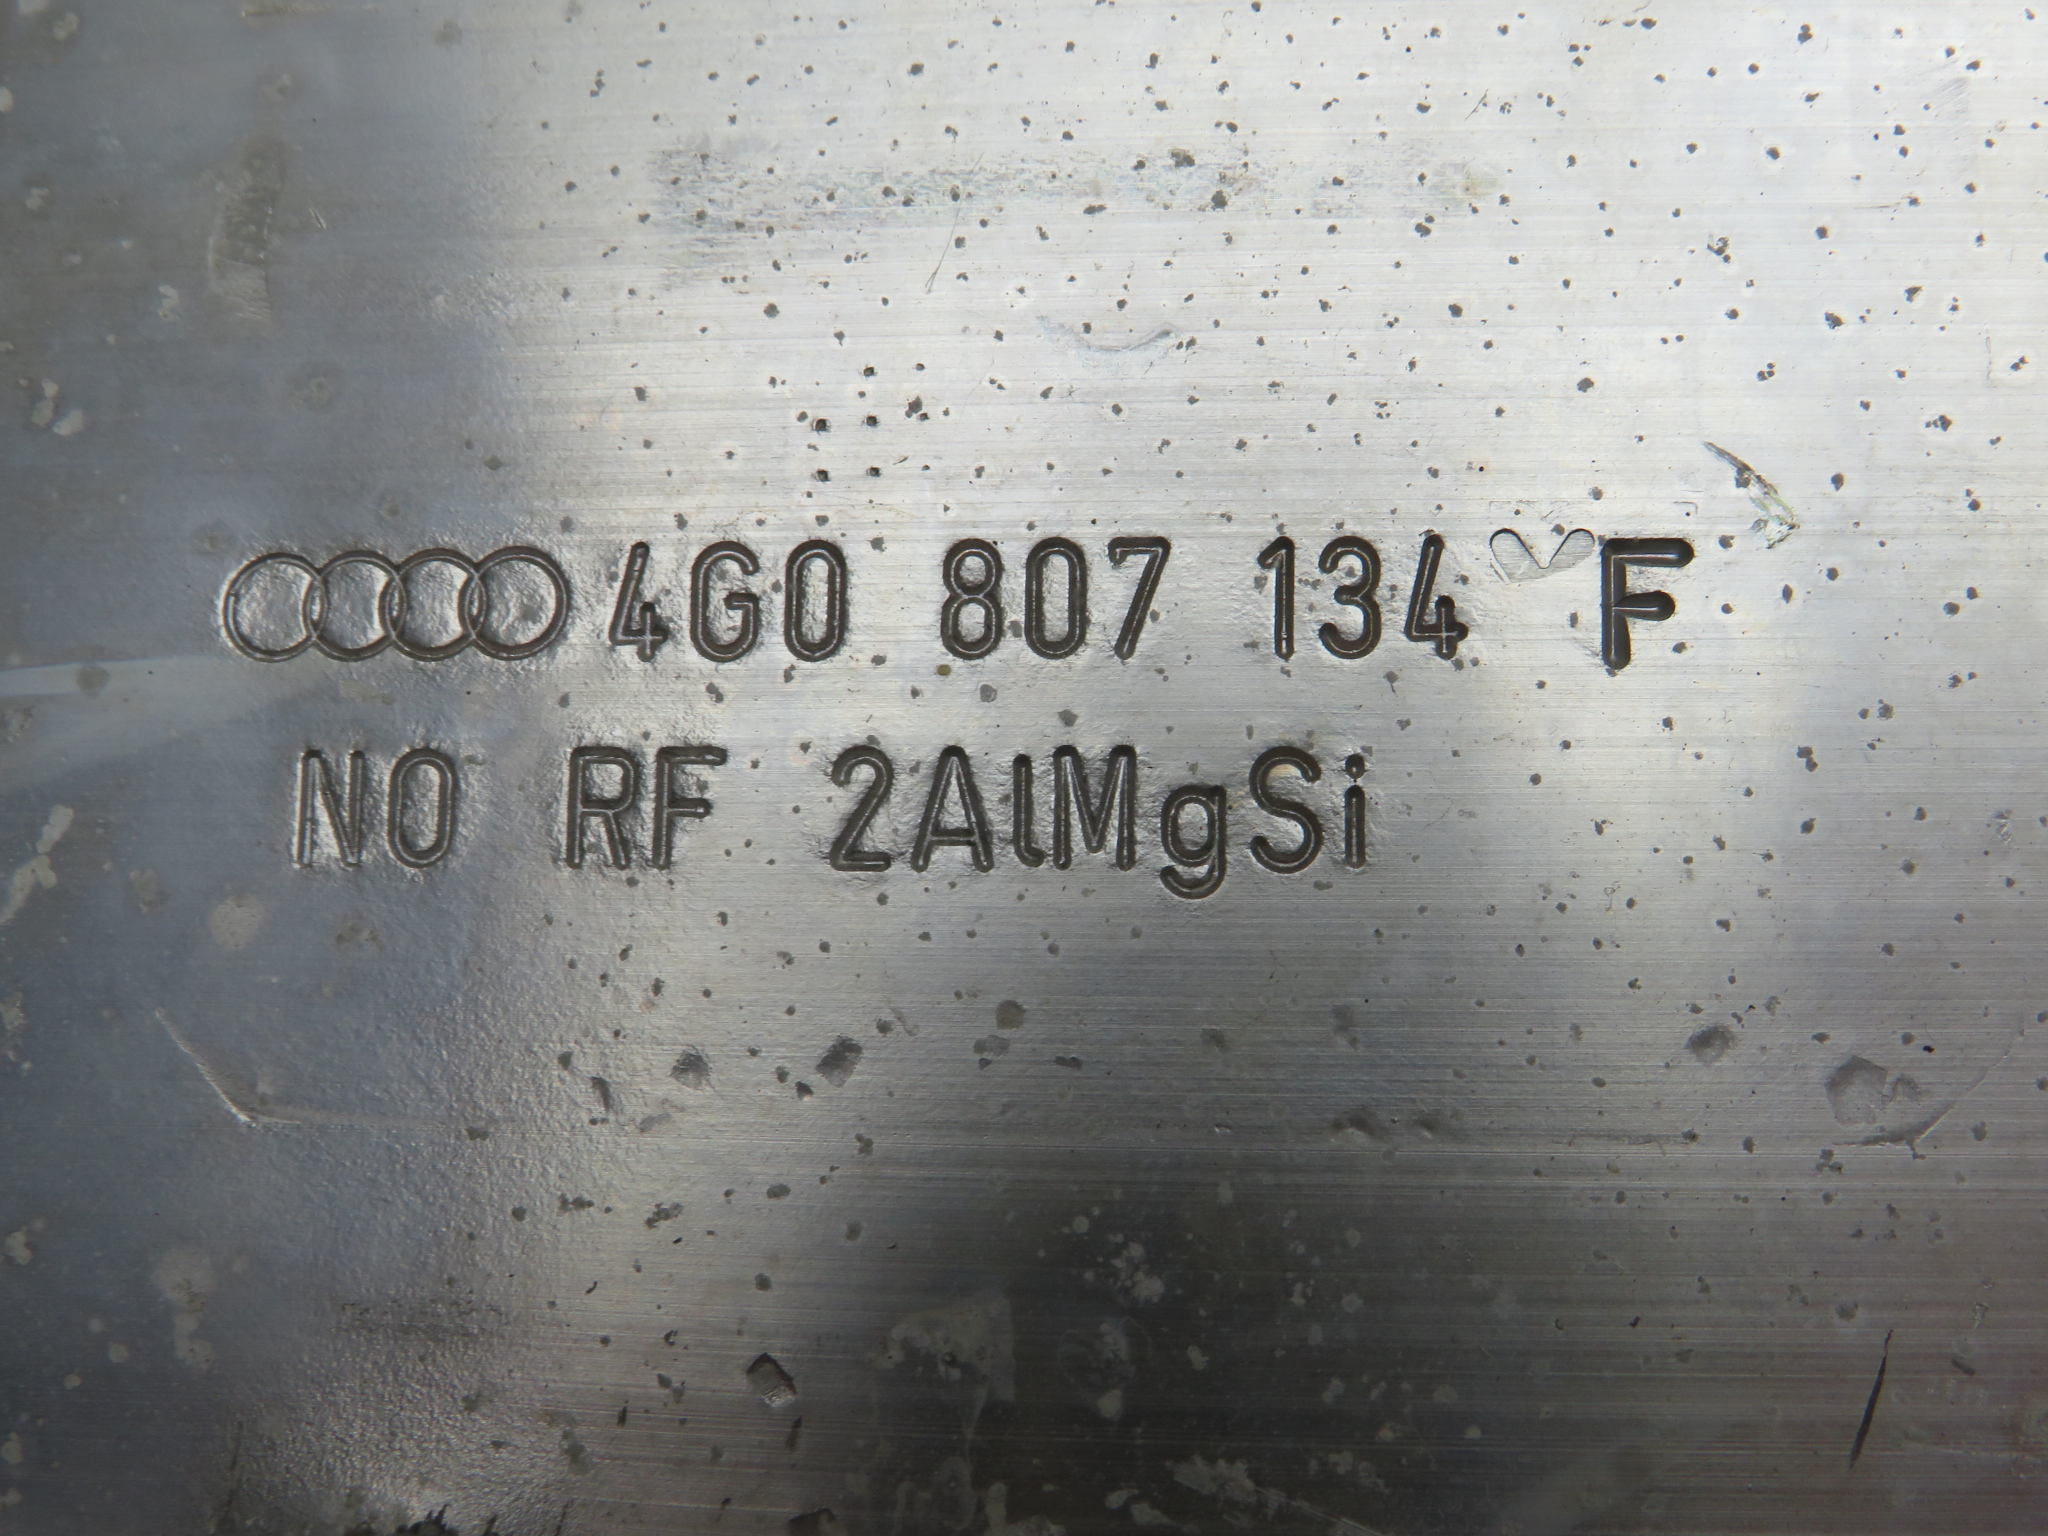 4G0 807 134 F
NO RF 2AlMgSi